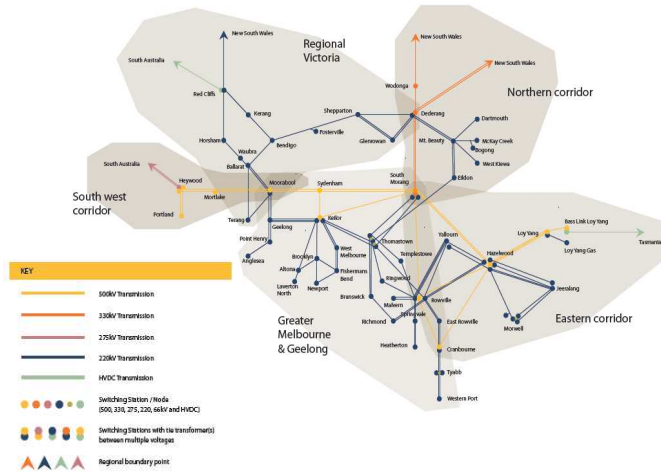 New South Wales
New South Wales
Regional
Victoria
South Australia
New South Wales
Wodonga
Northern corridor
Red Cliffs
Kerang
Shepparton
Dederang
Dartmouth
Fosterville
Horsham
Glenrowan
Mt. Beauty
McKay Creek
Bogong
Waubra
Bendigo
West Kiewa
Ballarat
South Australia
Eildon
South
Morang
Heywood
Moorabool
Sydenham
South west
corridor
Mortlake
Portland
Terang
Geelong
Keilor
Yallourn
Bass Link Loy Yang
Thomastown
Loy Yang
Point Henry
West
Melbourne
Templestowe
Hazelwood
Tasmania
Brooklyn
Loy Yang Gas
Anglesea
Altona
Fishermans
Bend
Ringwood
Laverton
North
Newport
Brunswick
Malvern
Rowville
Jeeralang
Springvale
Richmond
East Rowville
Morwell
Eastern corridor
Greater
Melbourne
& Geelong
Heatherton
Cranbourne
Tyabb
Western Port
KEY
500kV Transmission
330kV Transmission
275kV Transmission
220kV Transmission
HVDC Transmission
Switching Station / Node
(500, 330, 275, 220, 66kV and HVDC)
Switching Stations with tie transformer(s)
between multiple voltages
Regional boundary point